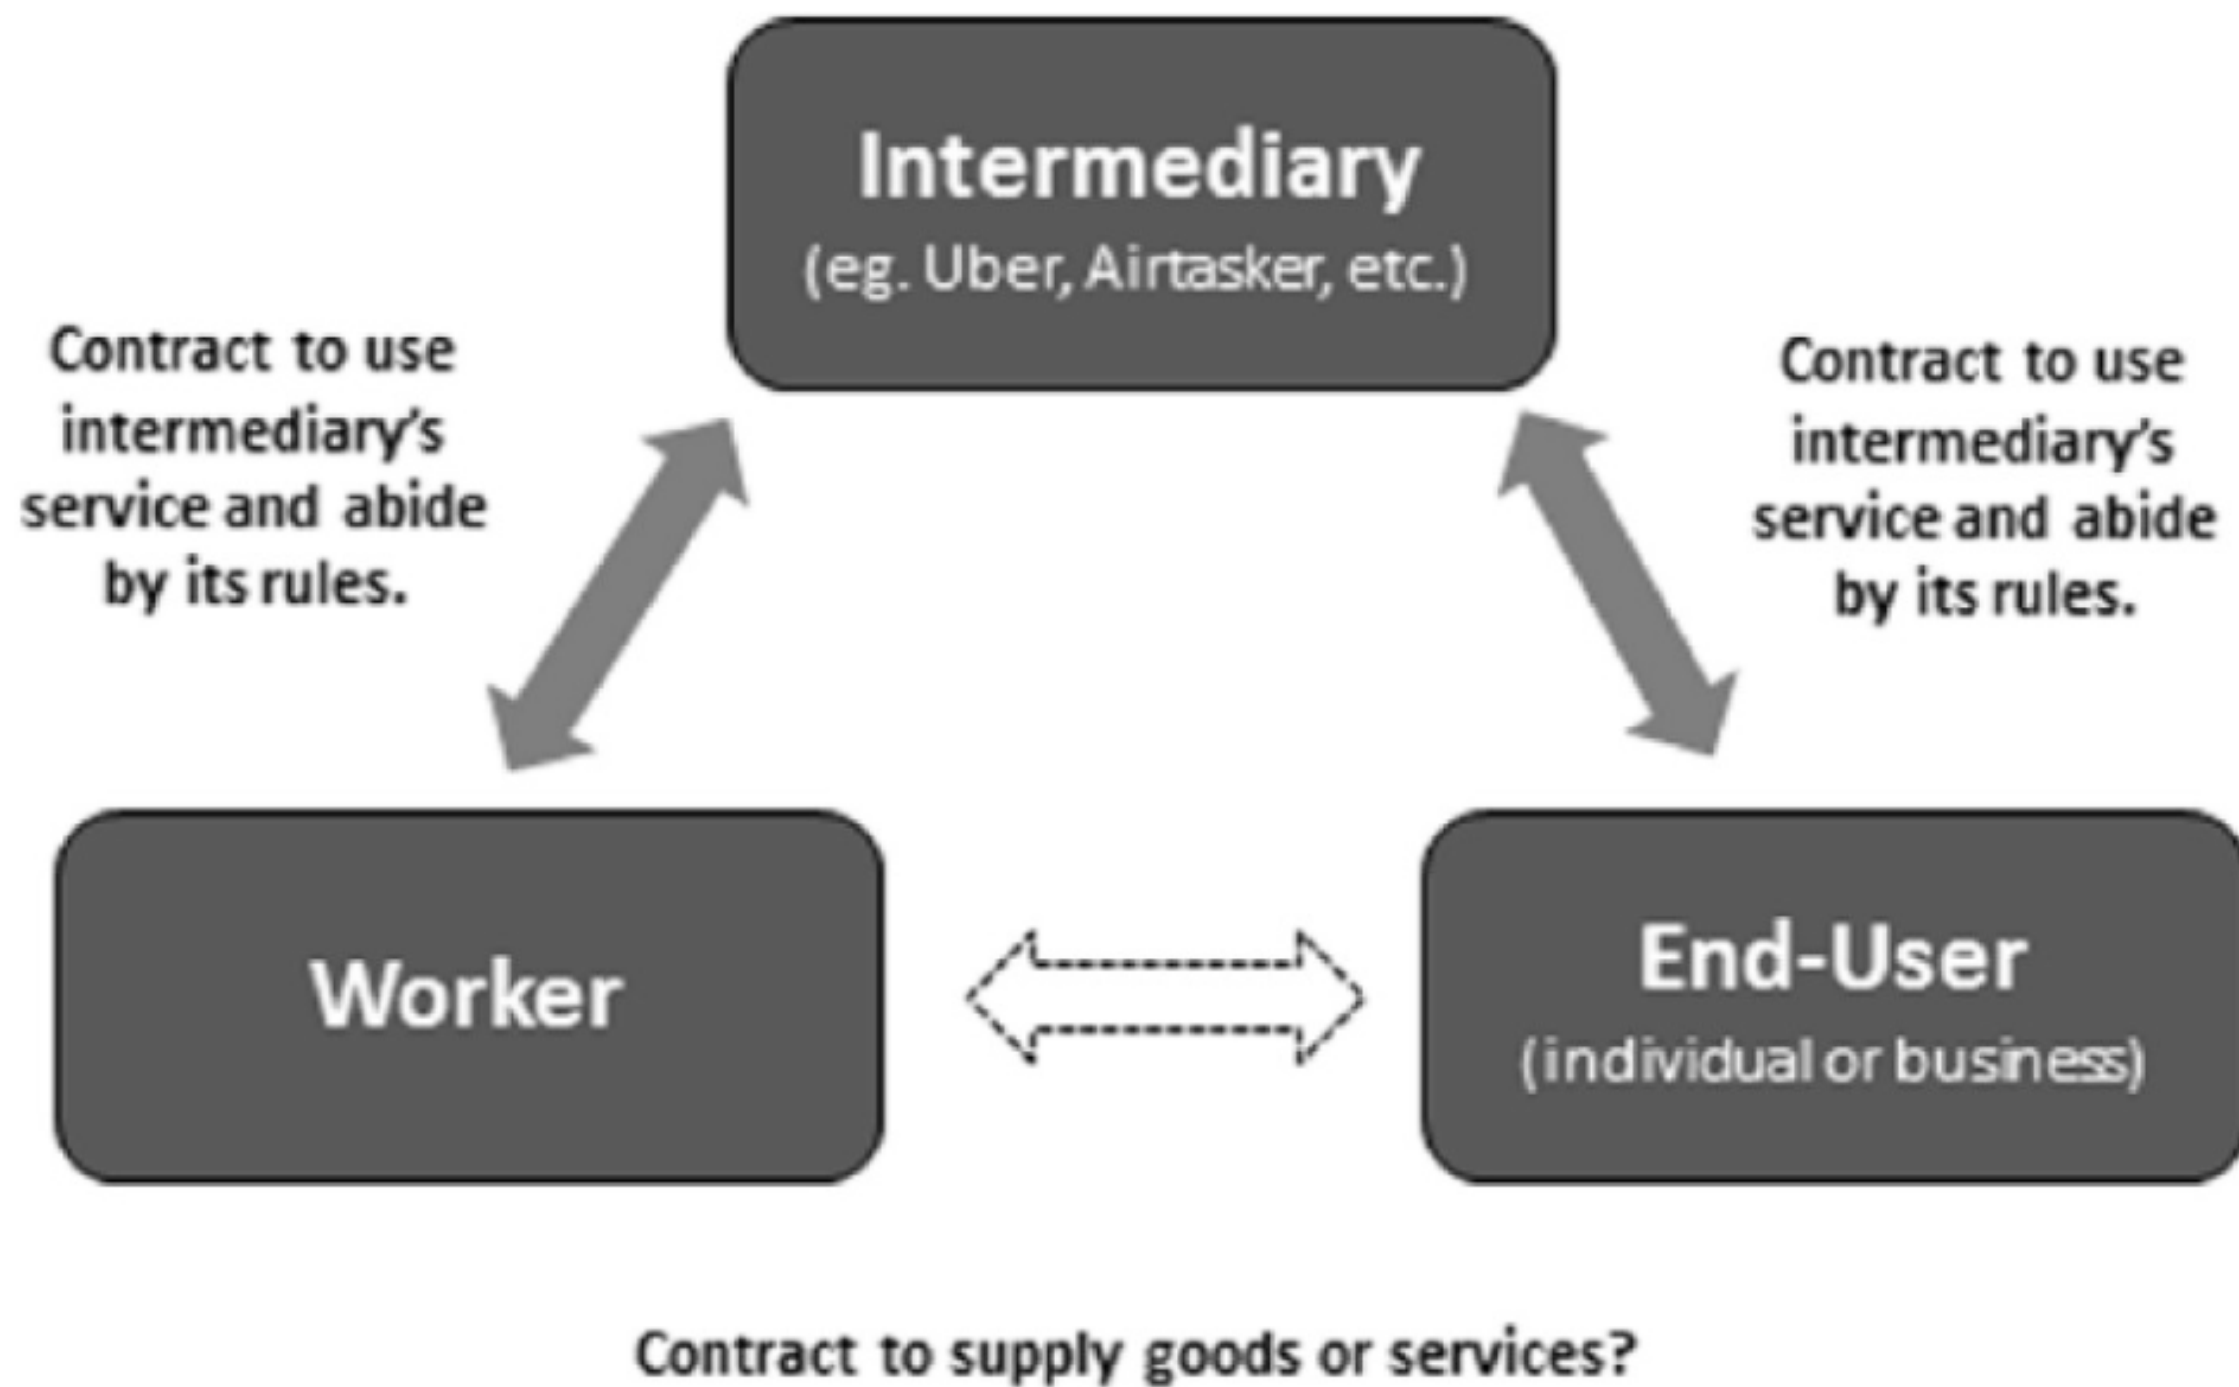 Intermediary
(eg. Uber, Airtasker, etc.)
Contract to use
intermediary's
service and abide
by its rules.
Contract to use
intermediary's
service and abide
by its rules.
Worker
End-User
(individual or business)
Contract to supply goods or services?